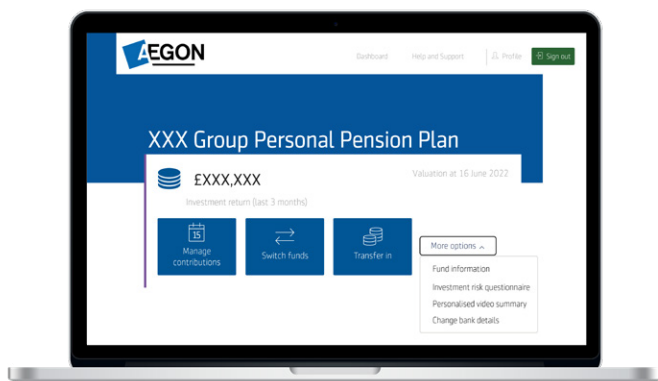 AEGON
Dashboard
Help and Support
Profile
Sign out
XXX Group Personal Pension Plan
£XXX,XXX
Valuation at 16 June 2022
Investment return (last 3 months)
15
Manage
contributions
Switch funds
Transfer in
More options
Fund information
Investment risk questionnaire
Personalised video summary
Change bank details